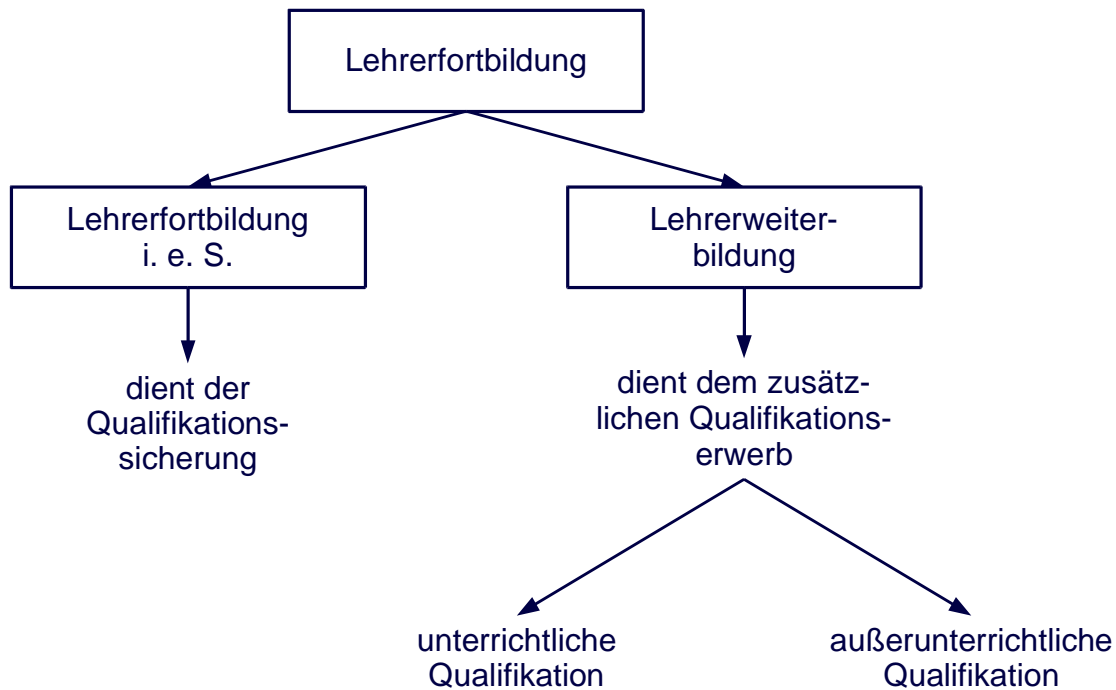 Lehrerfortbildung
Lehrerfortbildung
i. e. S.
Lehrerweiter-
bildung
dient der
Qualifikations-
sicherung
dient dem zusätz-
lichen Qualifikations-
erwerb
unterrichtliche
Qualifikation
außerunterrichtliche
Qualifikation